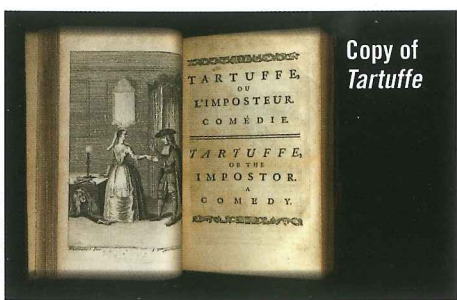 Copy of
Tartuffe
TARTUFFE,
OU
L'IMPOSTEUR.
COMÉDIE.
TARTUFFE,
OR THE
IMPOSTOR.
A
COMEDY.